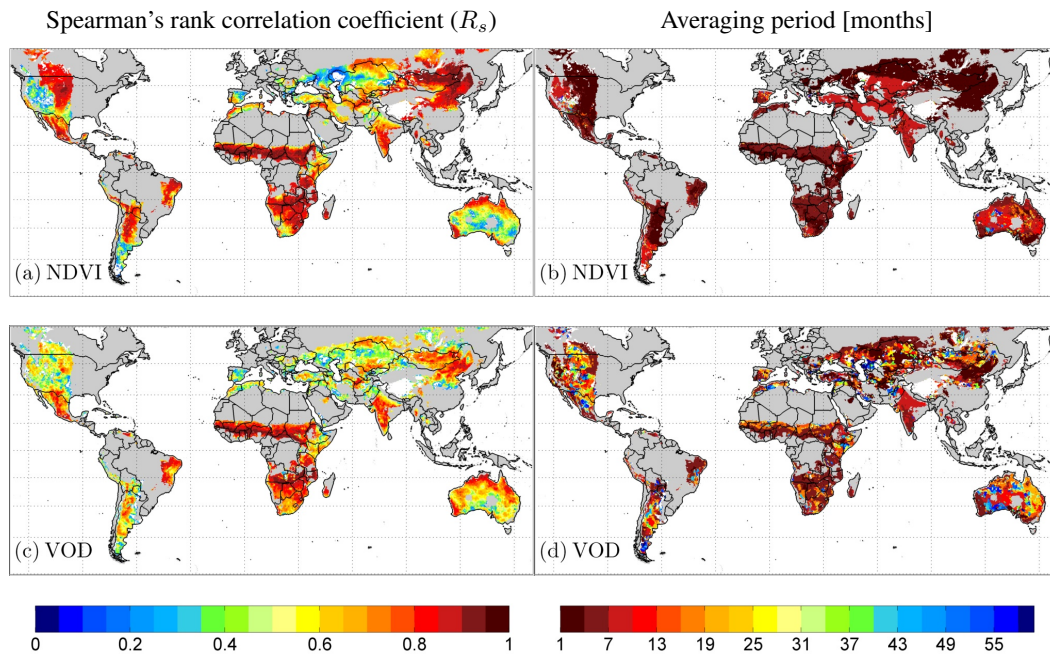 Spearman's rank correlation coefficient (R_s)
Averaging period [months]
(a) NDVI
(b) NDVI
(c) VOD
(d) VOD
0 0.2 0.4 0.6 0.8 1
1 7 13 19 25 31 37 43 49 55